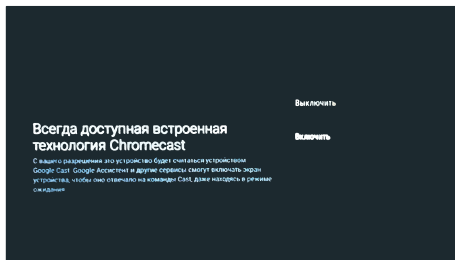 Всегда доступная встроенная
технология Chromecast
С вашего разрешения это устройство будет считаться устройством
Google Cast. Google Ассистент и другие сервисы смогут включать экран
устройства, чтобы оно отвечало на команды Cast, даже находясь в режиме
ожидания
Выключить
Включить